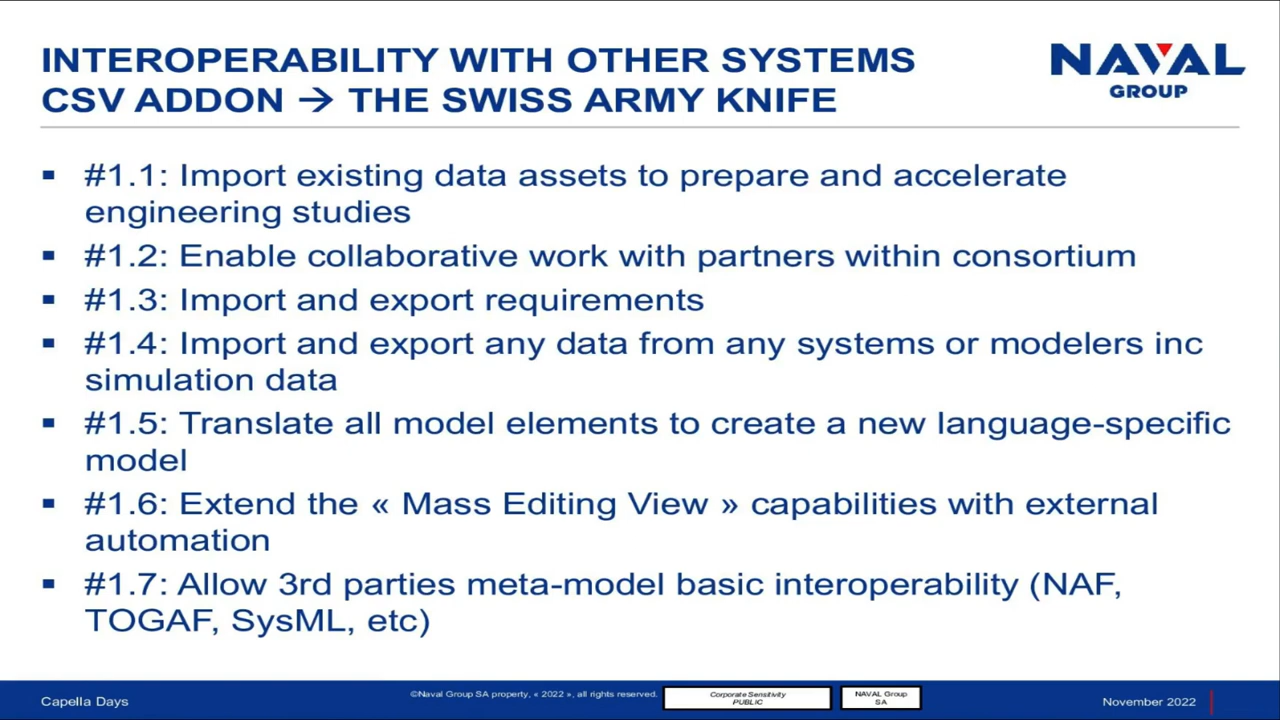 INTEROPERABILITY WITH OTHER SYSTEMS
CSV ADDON → THE SWISS ARMY KNIFE
NAVAL
GROUP
▪ #1.1: Import existing data assets to prepare and accelerate
engineering studies
▪ #1.2: Enable collaborative work with partners within consortium
▪ #1.3: Import and export requirements
▪ #1.4: Import and export any data from any systems or modelers inc
simulation data
▪ #1.5: Translate all model elements to create a new language-specific
model
▪ #1.6: Extend the « Mass Editing View » capabilities with external
automation
▪ #1.7: Allow 3rd parties meta-model basic interoperability (NAF,
TOGAF, SysML, etc)
Capella Days
©Naval Group SA property, « 2022 », all rights reserved.
Corporate Sensitivity
PUBLIC
NAVAL Group
SA
November 2022